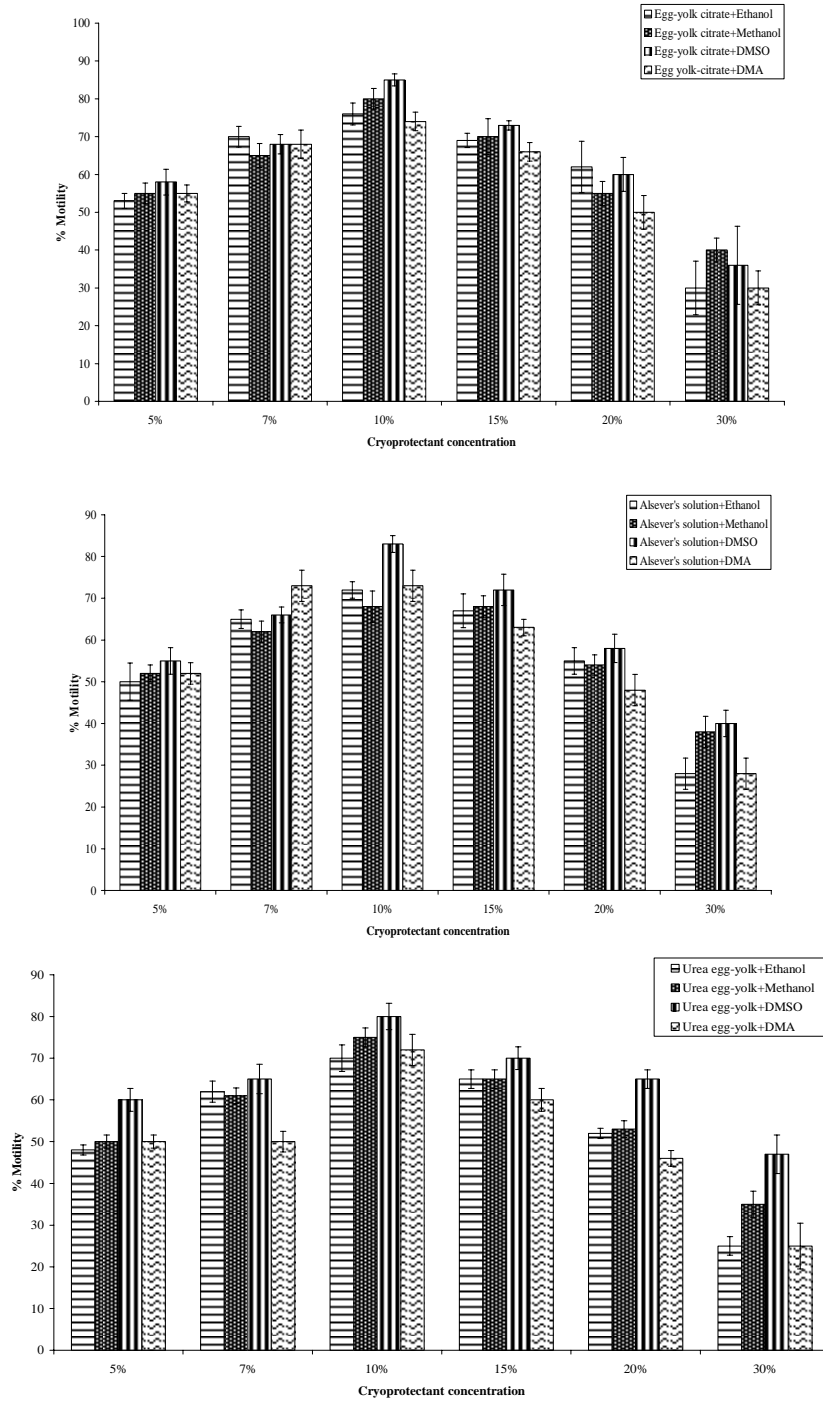 Egg-yolk citrate+Ethanol
Egg-yolk citrate+Methanol
Egg-yolk citrate+DMSO
Egg yolk-citrate+DMA
% Motility
100
90
80
70
60
50
40
30
20
10
0
5% 7% 10% 15% 20% 30%
Cryoprotectant concentration
Alsever's solution+Ethanol
Alsever's solution+Methanol
Alsever's solution+DMSO
Alsever's solution+DMA
% Motility
90
80
70
60
50
40
30
20
10
0
5% 7% 10% 15% 20% 30%
Cryoprotectant concentration
Urea egg-yolk+Ethanol
Urea egg-yolk+Methanol
Urea egg-yolk+DMSO
Urea egg-yolk+DMA
% Motility
90
80
70
60
50
40
30
20
10
0
5% 7% 10% 15% 20% 30%
Cryoprotectant concentration